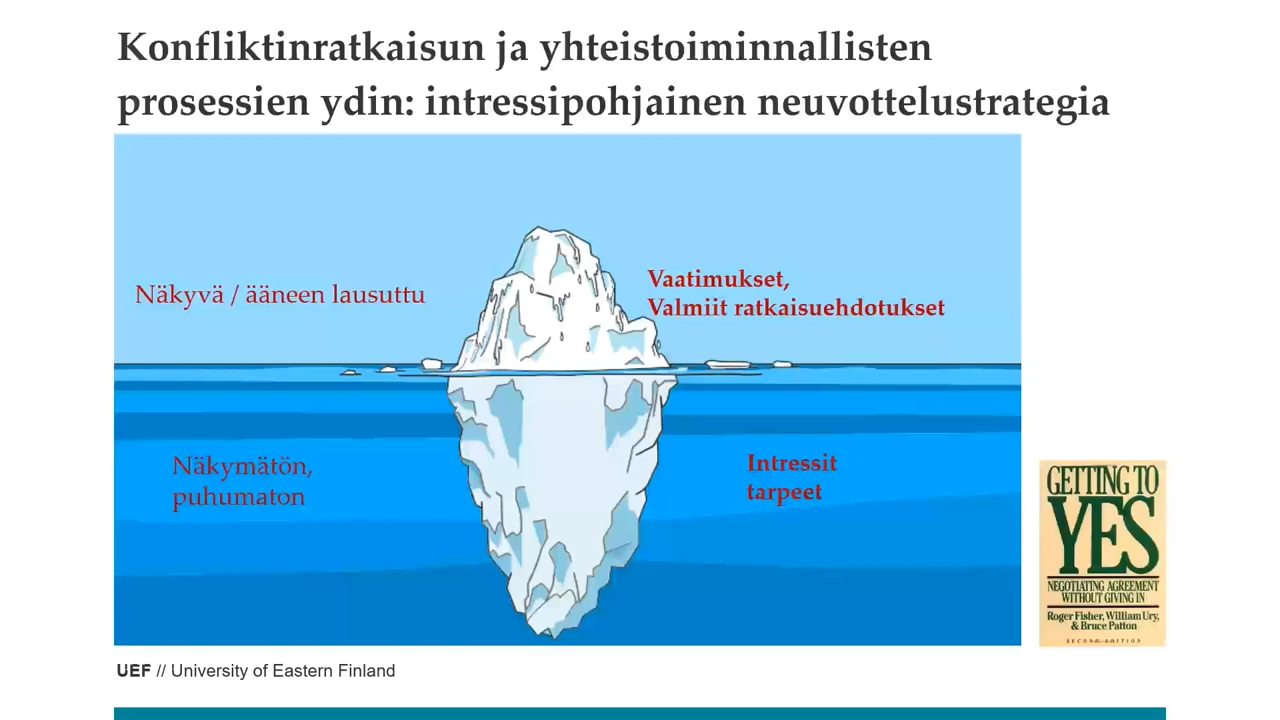 Konfliktinratkaisun ja yhteistoiminnallisten
prosessien ydin: intressipohjainen neuvottelustrategia
Näkyvä / ääneen lausuttu
Vaatimukset,
Valmiit ratkaisuehdotukset
Näkymätön,
puhumaton
Intressit
tarpeet
GETTING TO
YES
NEGOTIATING AGREEMENT
WITHOUT GIVING IN
Roger Fisher, William Ury,
& Bruce Patton
SECOND EDITION
UEF // University of Eastern Finland